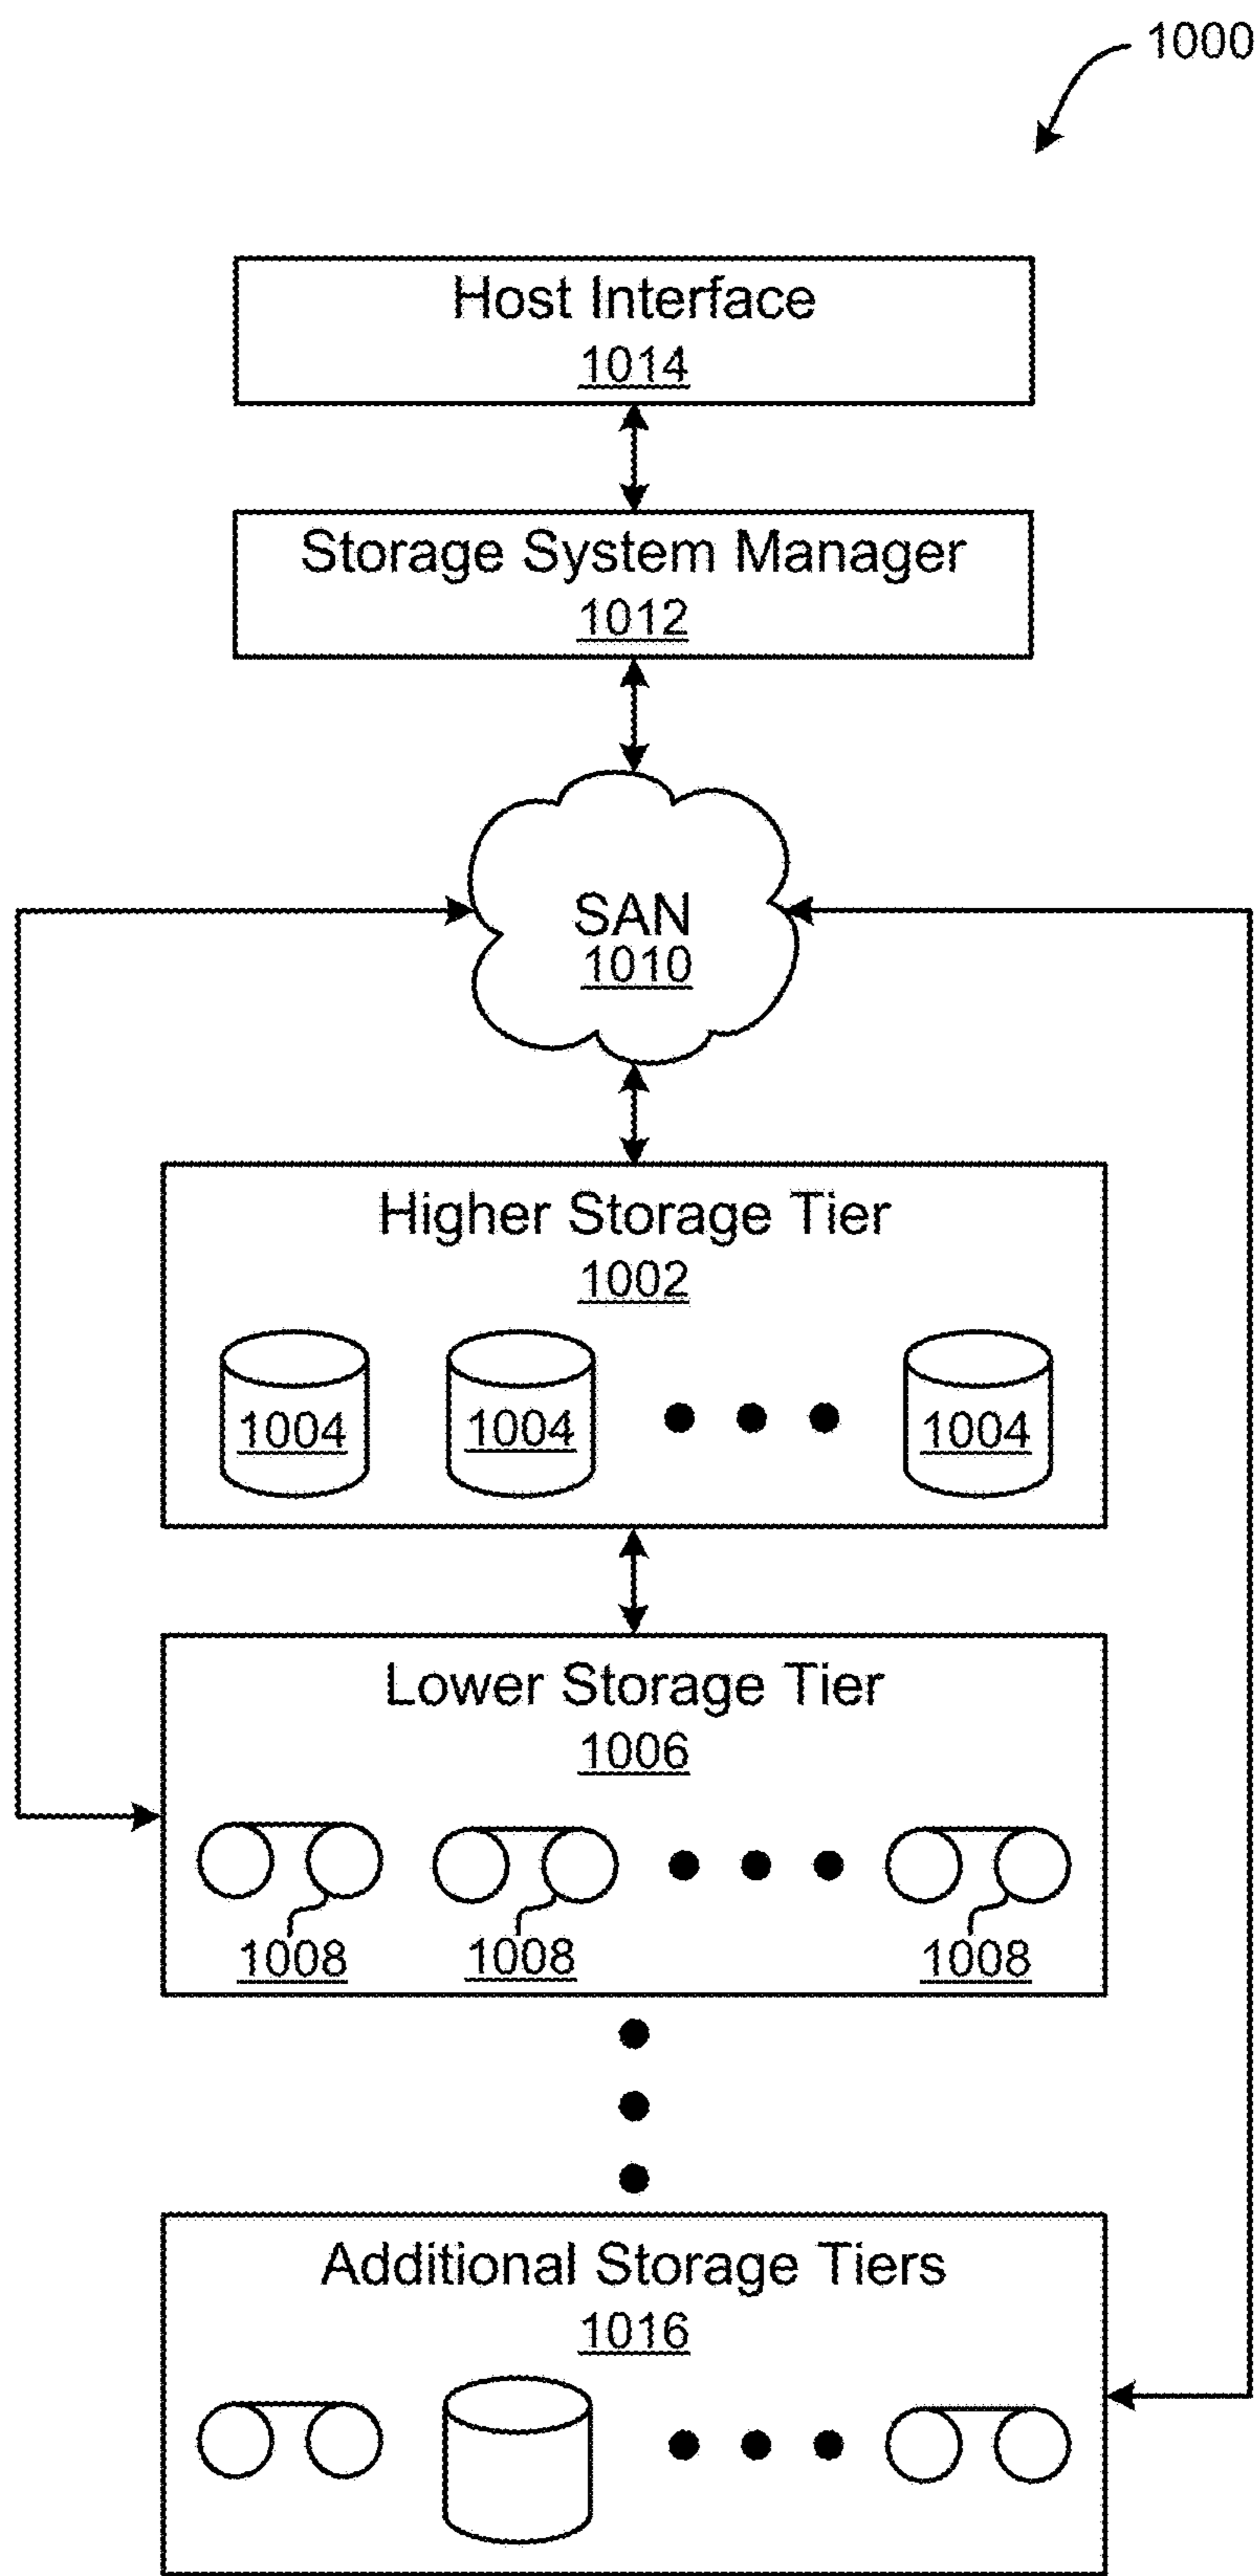 1000
Host Interface
1014
Storage System Manager
1012
SAN
1010
Higher Storage Tier
1002
1004 1004 1004
Lower Storage Tier
1006
1008 1008 1008
Additional Storage Tiers
1016